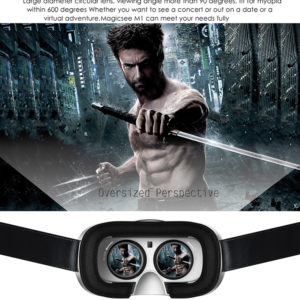 Large diameter circular lens, viewing angle more than 90 degrees. fit for myopia
within 600 degrees Whether you want to see a concert or out on a date or a
virtual adventure.Magicsee M1 can meet your needs fully
Oversized Perspective